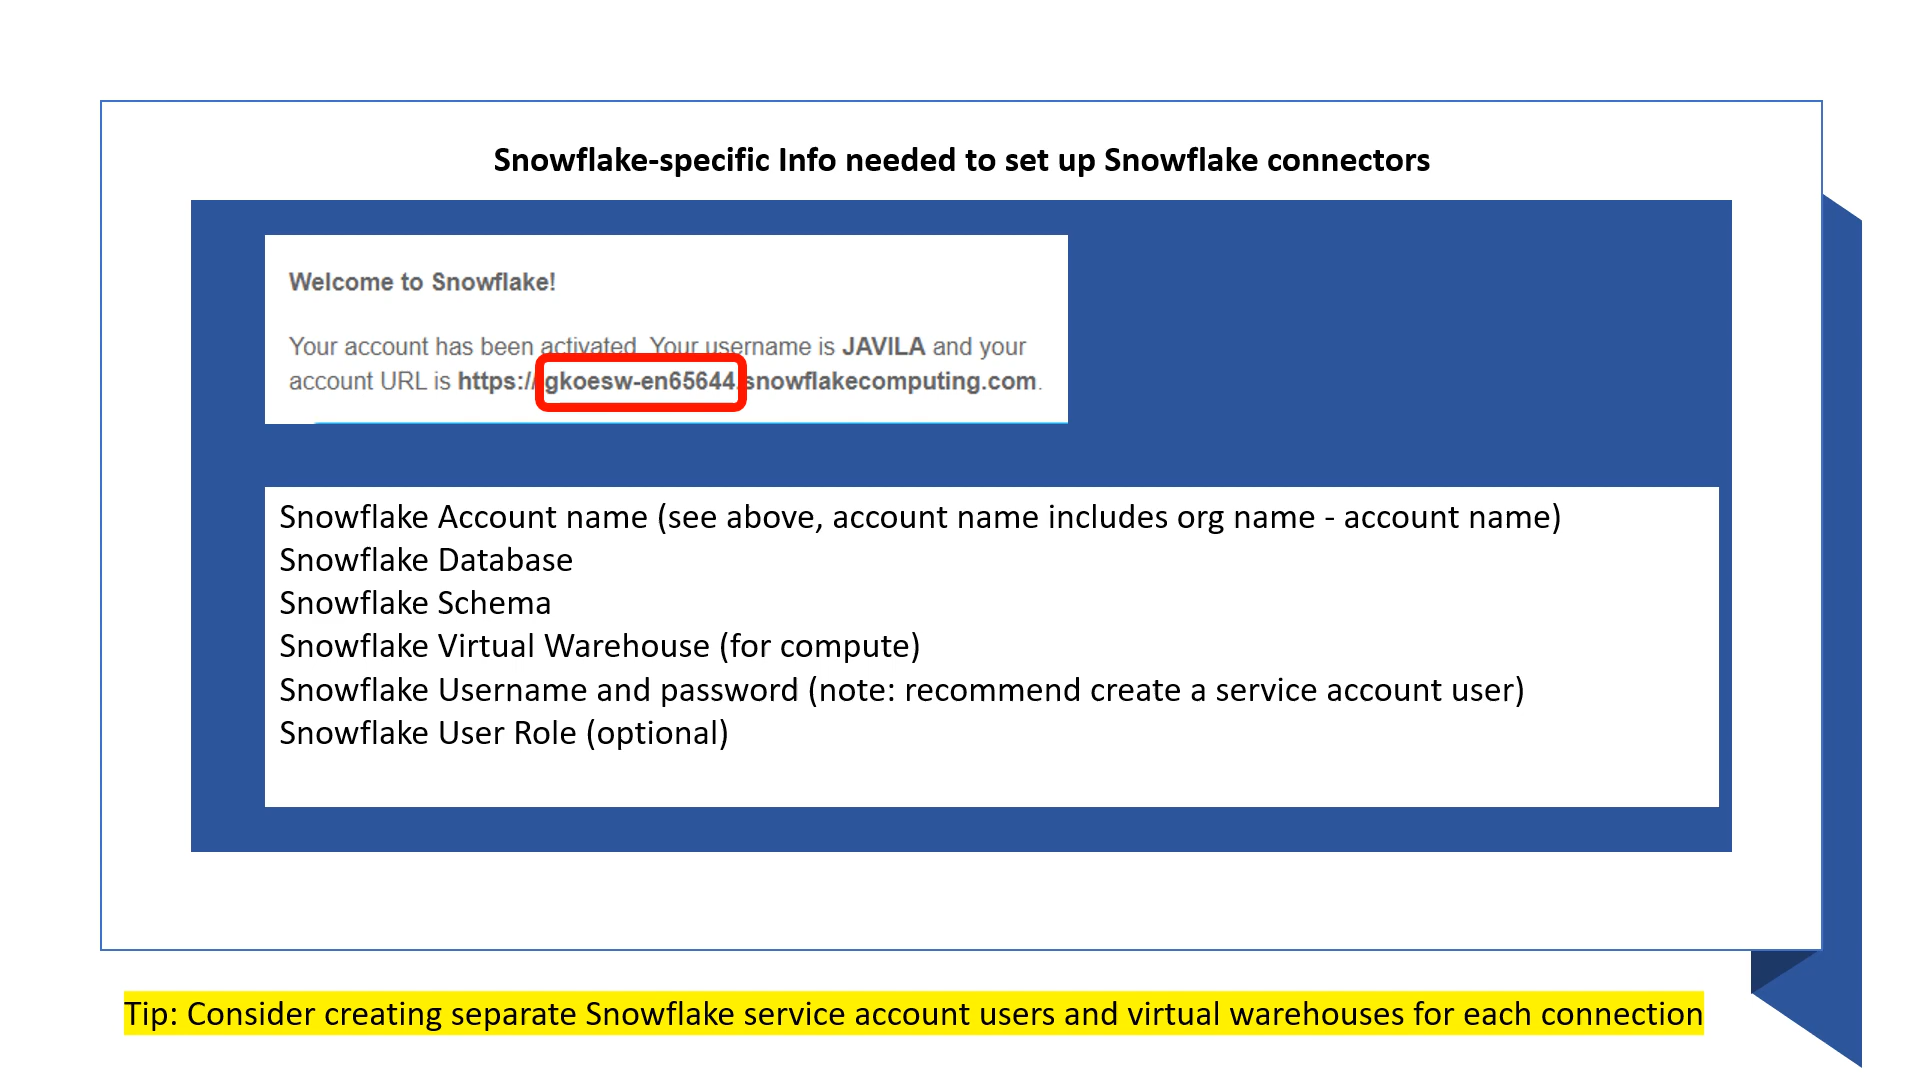 Snowflake-specific Info needed to set up Snowflake connectors
Welcome to Snowflake!
Your account has been activated. Your username is JAVILA and your
account URL is https://gkoesw-en65644.snowflakecomputing.com.
Snowflake Account name (see above, account name includes org name - account name)
Snowflake Database
Snowflake Schema
Snowflake Virtual Warehouse (for compute)
Snowflake Username and password (note: recommend create a service account user)
Snowflake User Role (optional)
Tip: Consider creating separate Snowflake service account users and virtual warehouses for each connection